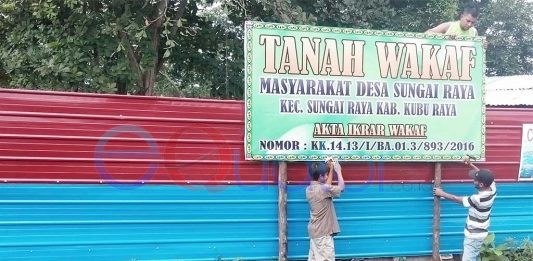 TANAH WAKAF
MASYARAKAT DESA SUNGAI RAYA
KEC. SUNGAI RAYA KAB. KUBU RAYA
AKTA IKRAR WAKAF
NOMOR : KK.14.13/I/BA.01.3/893/2016